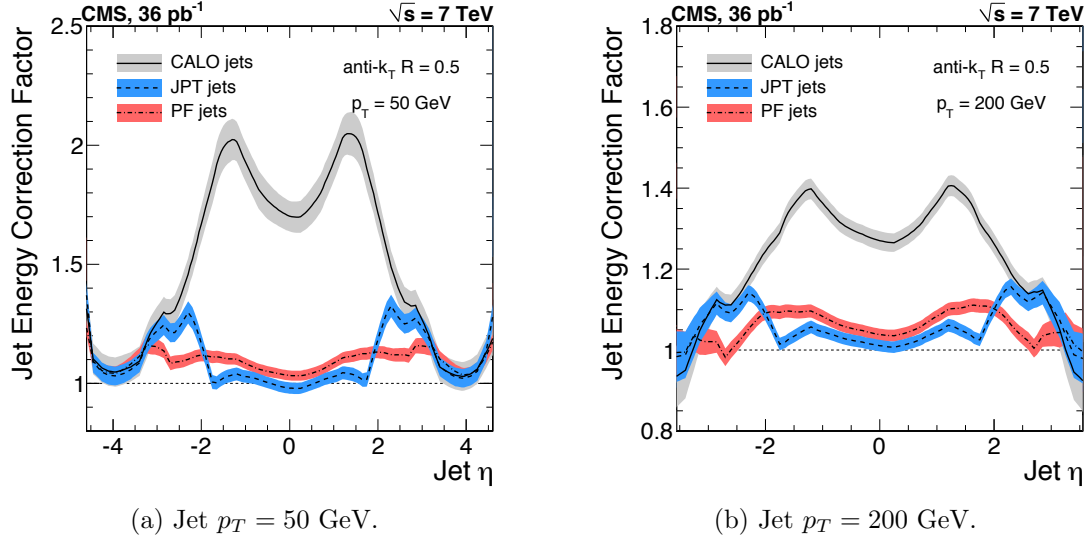 CMS, 36 pb⁻¹ √s = 7 TeV
Jet Energy Correction Factor
2.5
2
1.5
1
CALO jets
JPT jets
PF jets
anti-k_T R = 0.5
p_T = 50 GeV
-4 -2 0 2 4
Jet η
(a) Jet p_T = 50 GeV.
CMS, 36 pb⁻¹ √s = 7 TeV
Jet Energy Correction Factor
1.8
1.6
1.4
1.2
1
0.8
CALO jets
JPT jets
PF jets
anti-k_T R = 0.5
p_T = 200 GeV
-2 0 2
Jet η
(b) Jet p_T = 200 GeV.